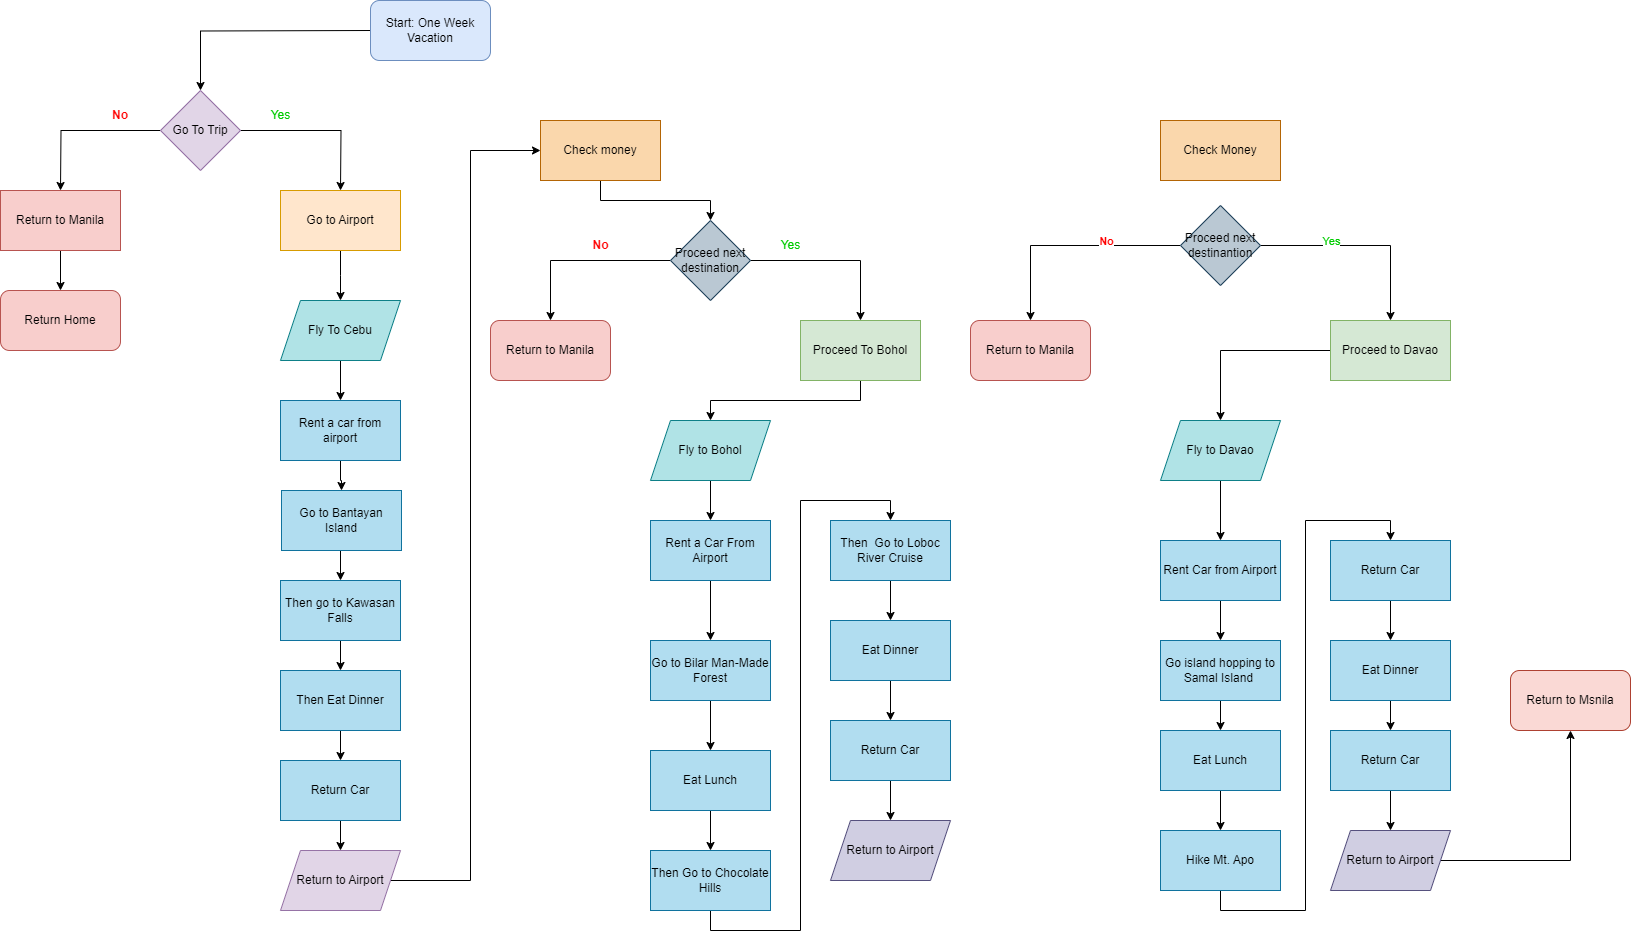 Start: One Week
Vacation
Go To Trip
No
Yes
Return to Manila
Return Home
Go to Airport
Fly To Cebu
Rent a car from
airport
Go to Bantayan
Island
Then go to Kawasan
Falls
Then Eat Dinner
Return Car
Return to Airport
Check money
Proceed next
destination
No
Yes
Return to Manila
Proceed To Bohol
Fly to Bohol
Rent a Car From
Airport
Go to Bilar Man-Made
Forest
Eat Lunch
Then Go to Chocolate
Hills
Then  Go to Loboc
River Cruise
Eat Dinner
Return Car
Return to Airport
Check Money
Proceed next
destinantion
No
Yes
Return to Manila
Proceed to Davao
Fly to Davao
Rent Car from Airport
Go island hopping to
Samal Island
Eat Lunch
Hike Mt. Apo
Return Car
Eat Dinner
Return Car
Return to Airport
Return to Msnila